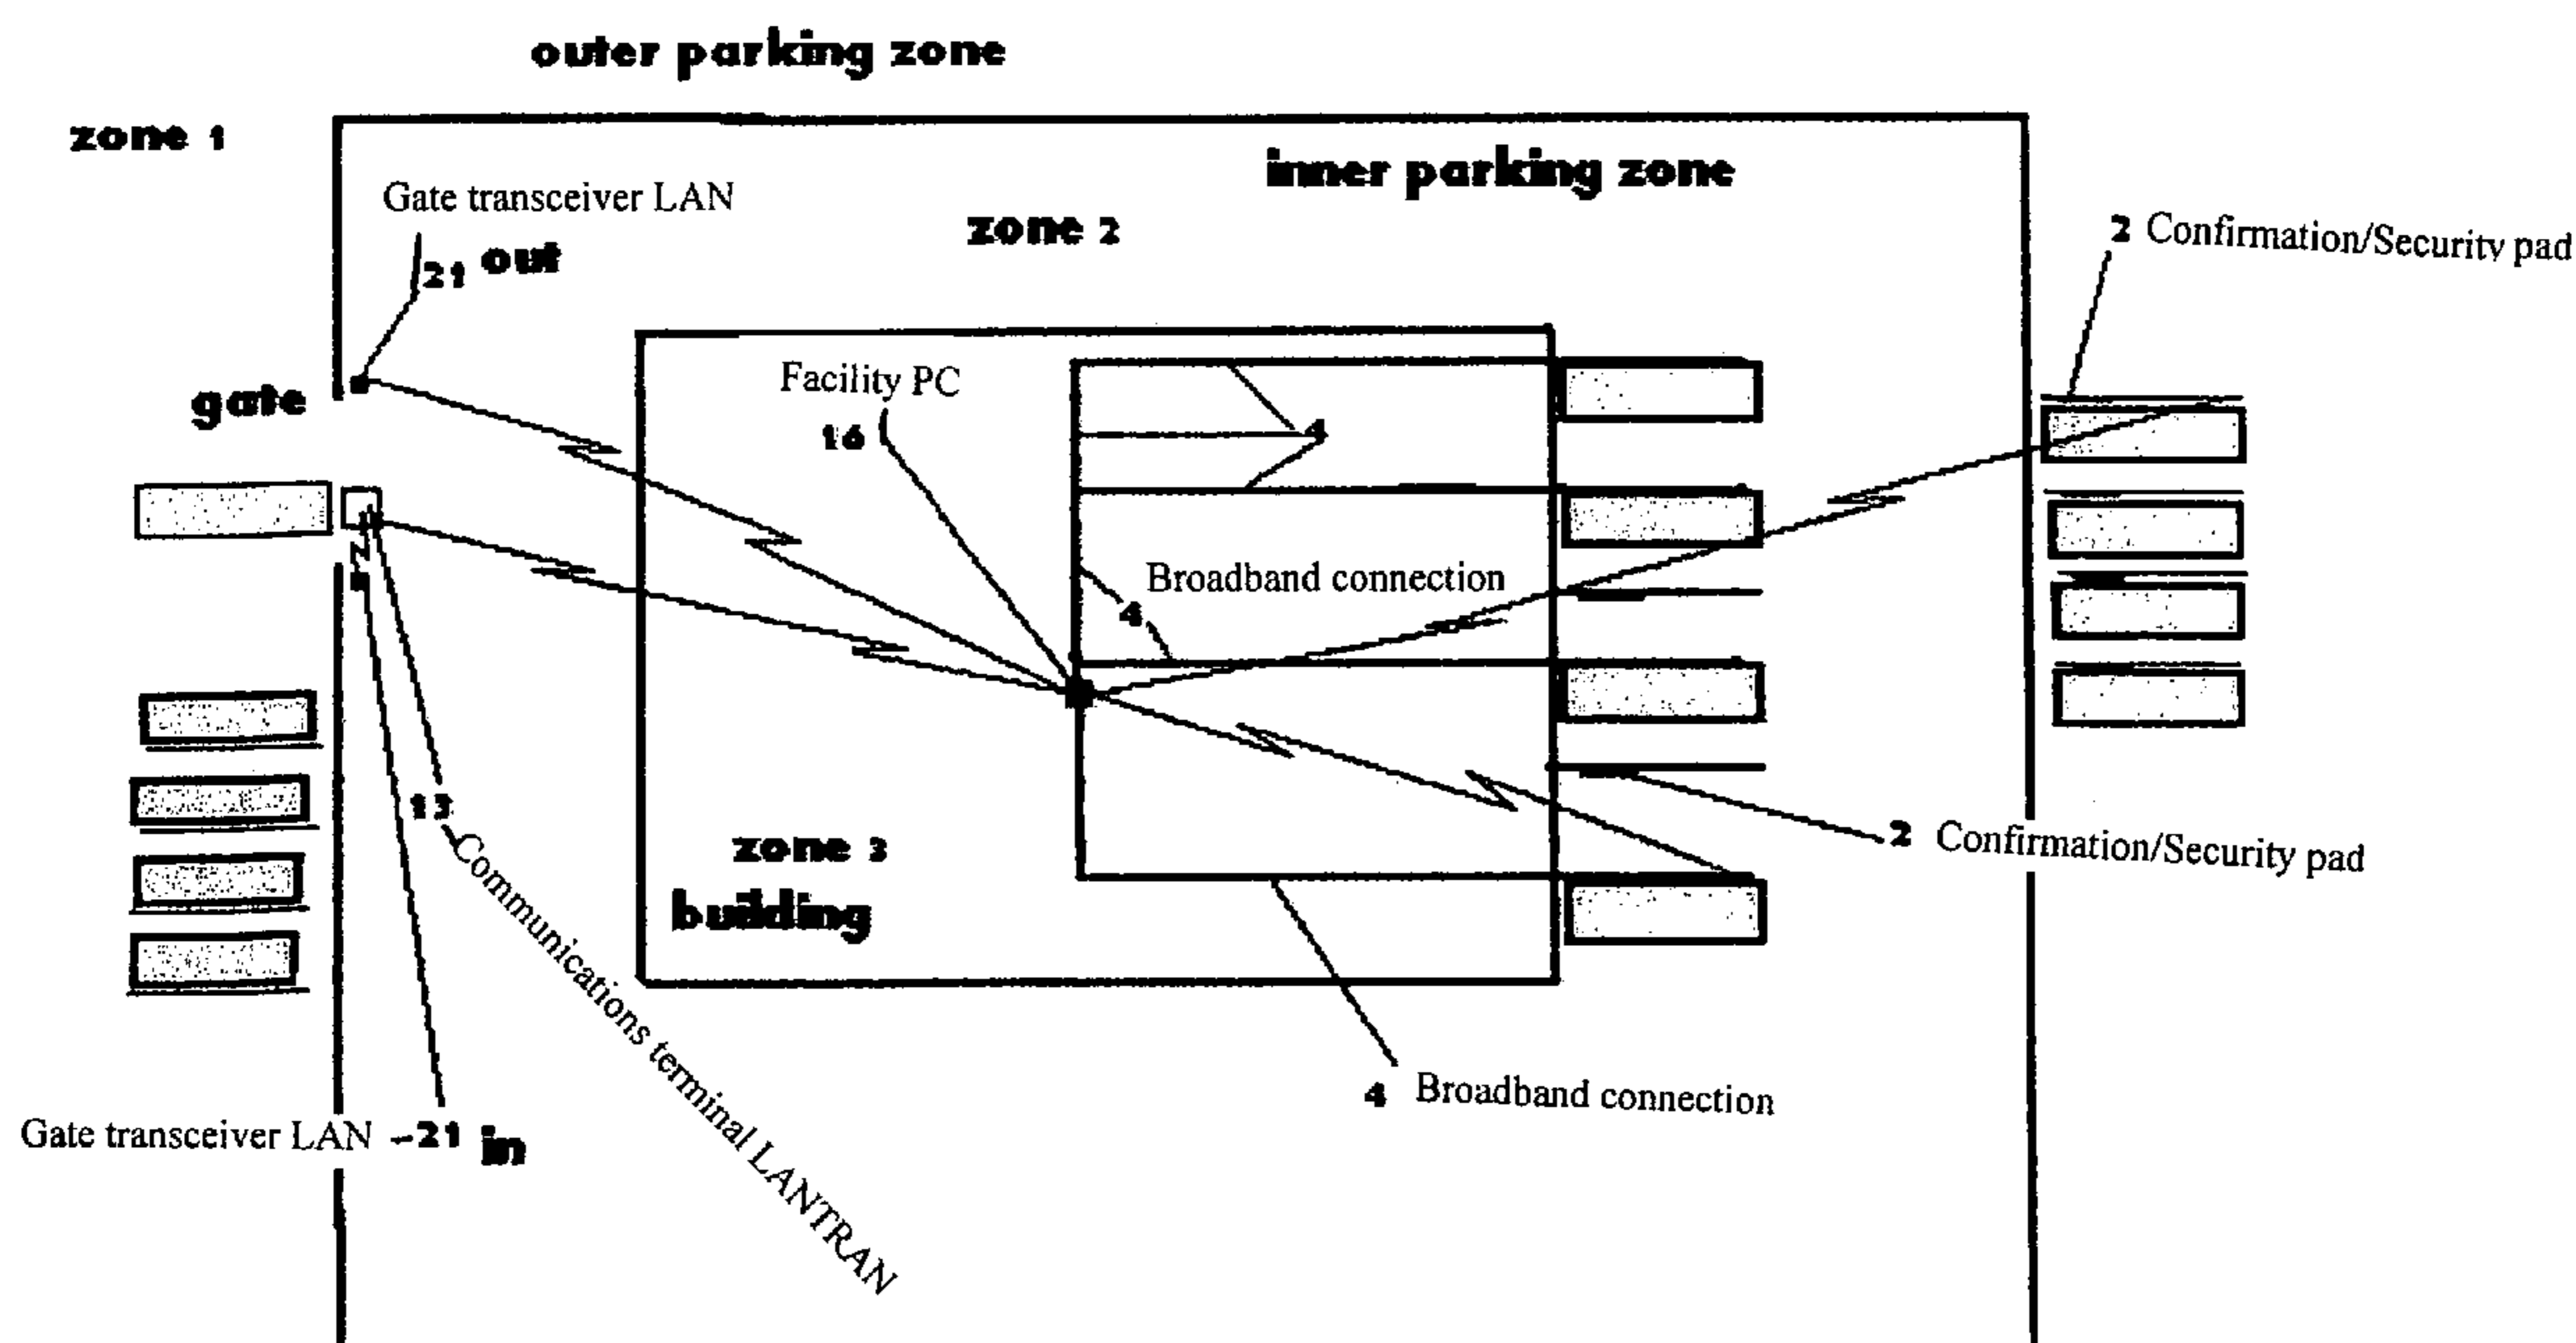 outer parking zone
zone 1
inner parking zone
Gate transceiver LAN
zone 2
2 Confirmation/Security pad
21 out
Facility PC
gate
16
4
Broadband connection
4
13
2 Confirmation/Security pad
zone 3
Communications terminal LANTRAN
building
4 Broadband connection
Gate transceiver LAN -21 in